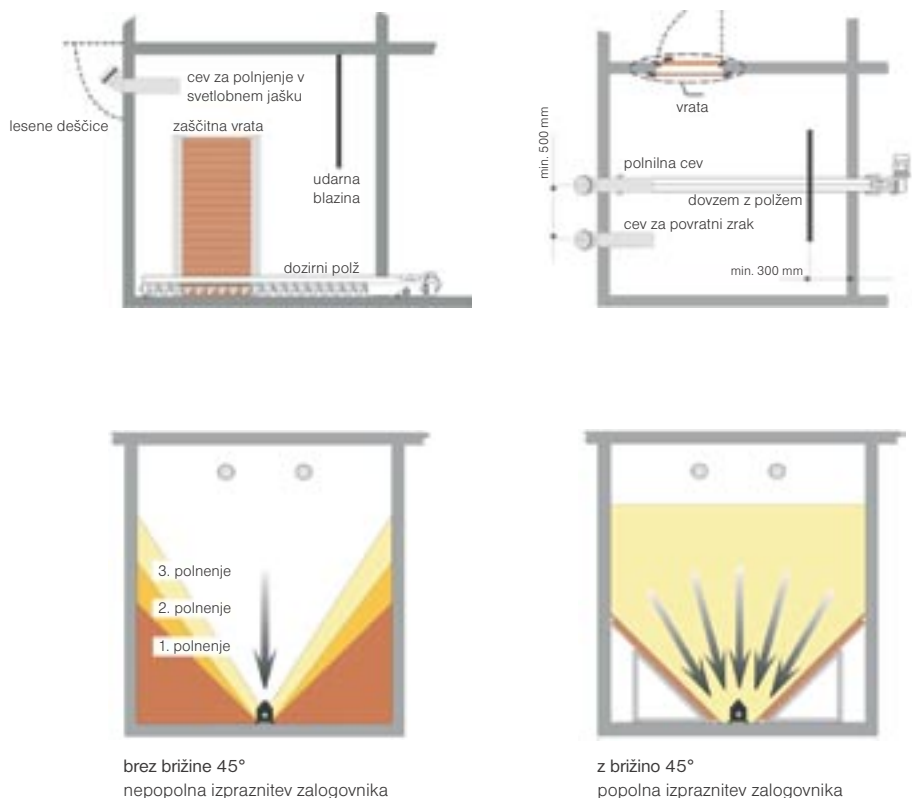 cev za polnjenje v
svetlobnem jašku
lesene deščice
zaščitna vrata
udarna
blazina
dozirni polž
vrata
min. 500 mm
polnilna cev
dovzem z polžem
cev za povratni zrak
min. 300 mm
3. polnenje
2. polnenje
1. polnenje
brez brižine 45°
nepopolna izpraznitev zalogovnika
z brižino 45°
popolna izpraznitev zalogovnika